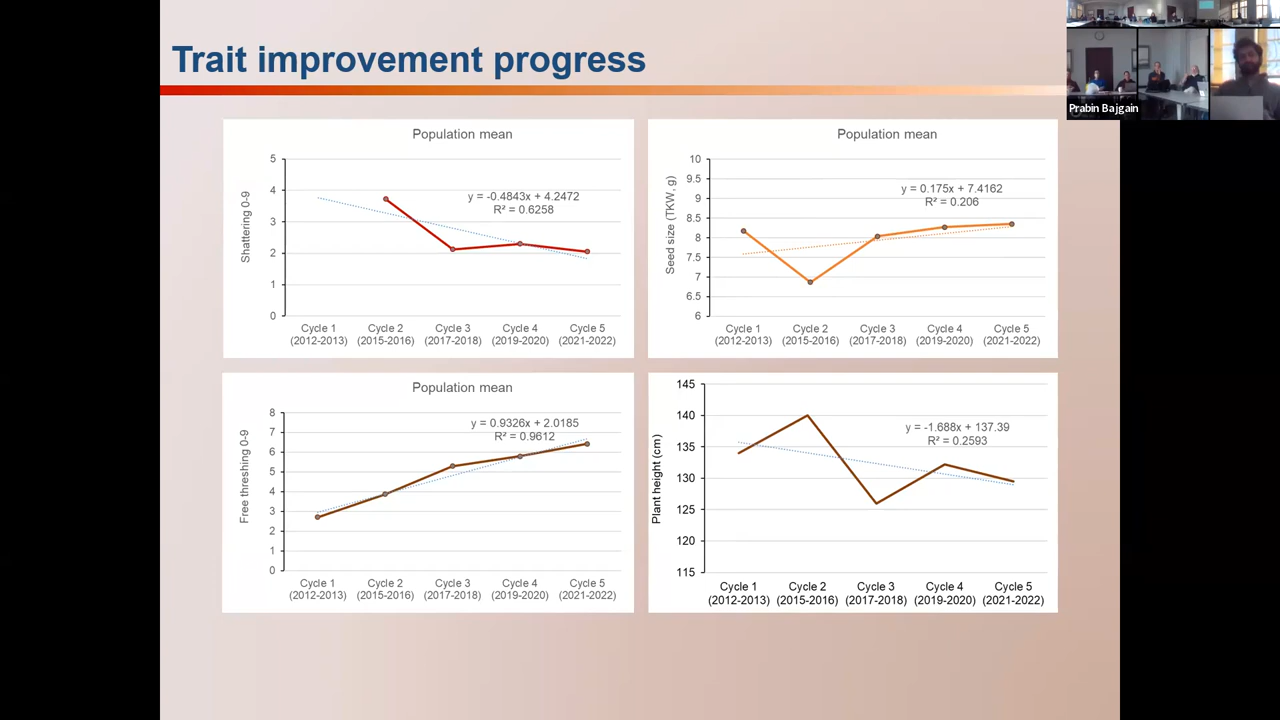 Trait improvement progress
Prabin Bajgain
Population mean
Shattering 0-9
5
4
3
2
1
0
y = -0.4843x + 4.2472
R² = 0.6258
Cycle 1 Cycle 2 Cycle 3 Cycle 4 Cycle 5
(2012-2013) (2015-2016) (2017-2018) (2019-2020) (2021-2022)
Population mean
Seed size (TKW, g)
10
9.5
9
8.5
8
7.5
7
6.5
6
y = 0.175x + 7.4162
R² = 0.206
Cycle 1 Cycle 2 Cycle 3 Cycle 4 Cycle 5
(2012-2013) (2015-2016) (2017-2018) (2019-2020) (2021-2022)
Population mean
Free threshing 0-9
8
7
6
5
4
3
2
1
0
y = 0.9326x + 2.0185
R² = 0.9612
Cycle 1 Cycle 2 Cycle 3 Cycle 4 Cycle 5
(2012-2013) (2015-2016) (2017-2018) (2019-2020) (2021-2022)
Plant height (cm)
145
140
135
130
125
120
115
y = -1.688x + 137.39
R² = 0.2593
Cycle 1 Cycle 2 Cycle 3 Cycle 4 Cycle 5
(2012-2013) (2015-2016) (2017-2018) (2019-2020) (2021-2022)